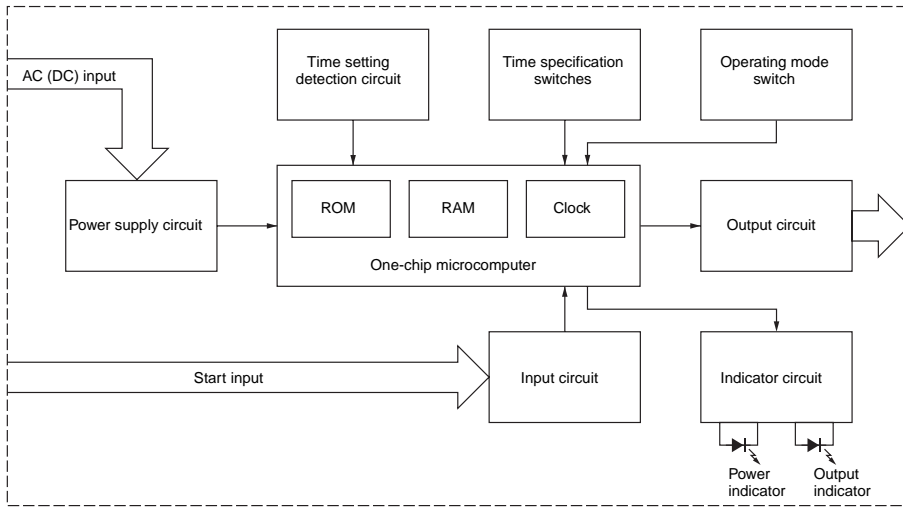 AC (DC) input
Time setting
detection circuit
Time specification
switches
Operating mode
switch
Power supply circuit
ROM
RAM
Clock
One-chip microcomputer
Output circuit
Start input
Input circuit
Indicator circuit
Power
indicator
Output
indicator